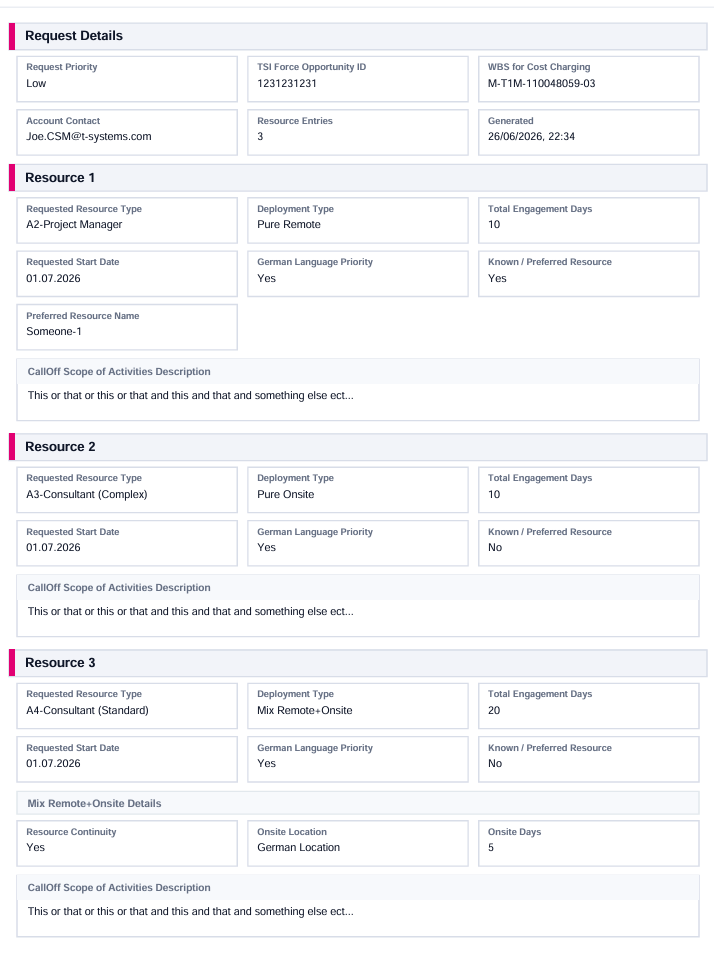 Request Details
Request Priority
Low
TSI Force Opportunity ID
1231231231
WBS for Cost Charging
M-T1M-110048059-03
Account Contact
Joe.CSM@t-systems.com
Resource Entries
3
Generated
26/06/2026, 22:34
Resource 1
Requested Resource Type
A2-Project Manager
Deployment Type
Pure Remote
Total Engagement Days
10
Requested Start Date
01.07.2026
German Language Priority
Yes
Known / Preferred Resource
Yes
Preferred Resource Name
Someone-1
CallOff Scope of Activities Description
This or that or this or that and this and that and something else ect...
Resource 2
Requested Resource Type
A3-Consultant (Complex)
Deployment Type
Pure Onsite
Total Engagement Days
10
Requested Start Date
01.07.2026
German Language Priority
Yes
Known / Preferred Resource
No
CallOff Scope of Activities Description
This or that or this or that and this and that and something else ect...
Resource 3
Requested Resource Type
A4-Consultant (Standard)
Deployment Type
Mix Remote+Onsite
Total Engagement Days
20
Requested Start Date
01.07.2026
German Language Priority
Yes
Known / Preferred Resource
No
Mix Remote+Onsite Details
Resource Continuity
Yes
Onsite Location
German Location
Onsite Days
5
CallOff Scope of Activities Description
This or that or this or that and this and that and something else ect...